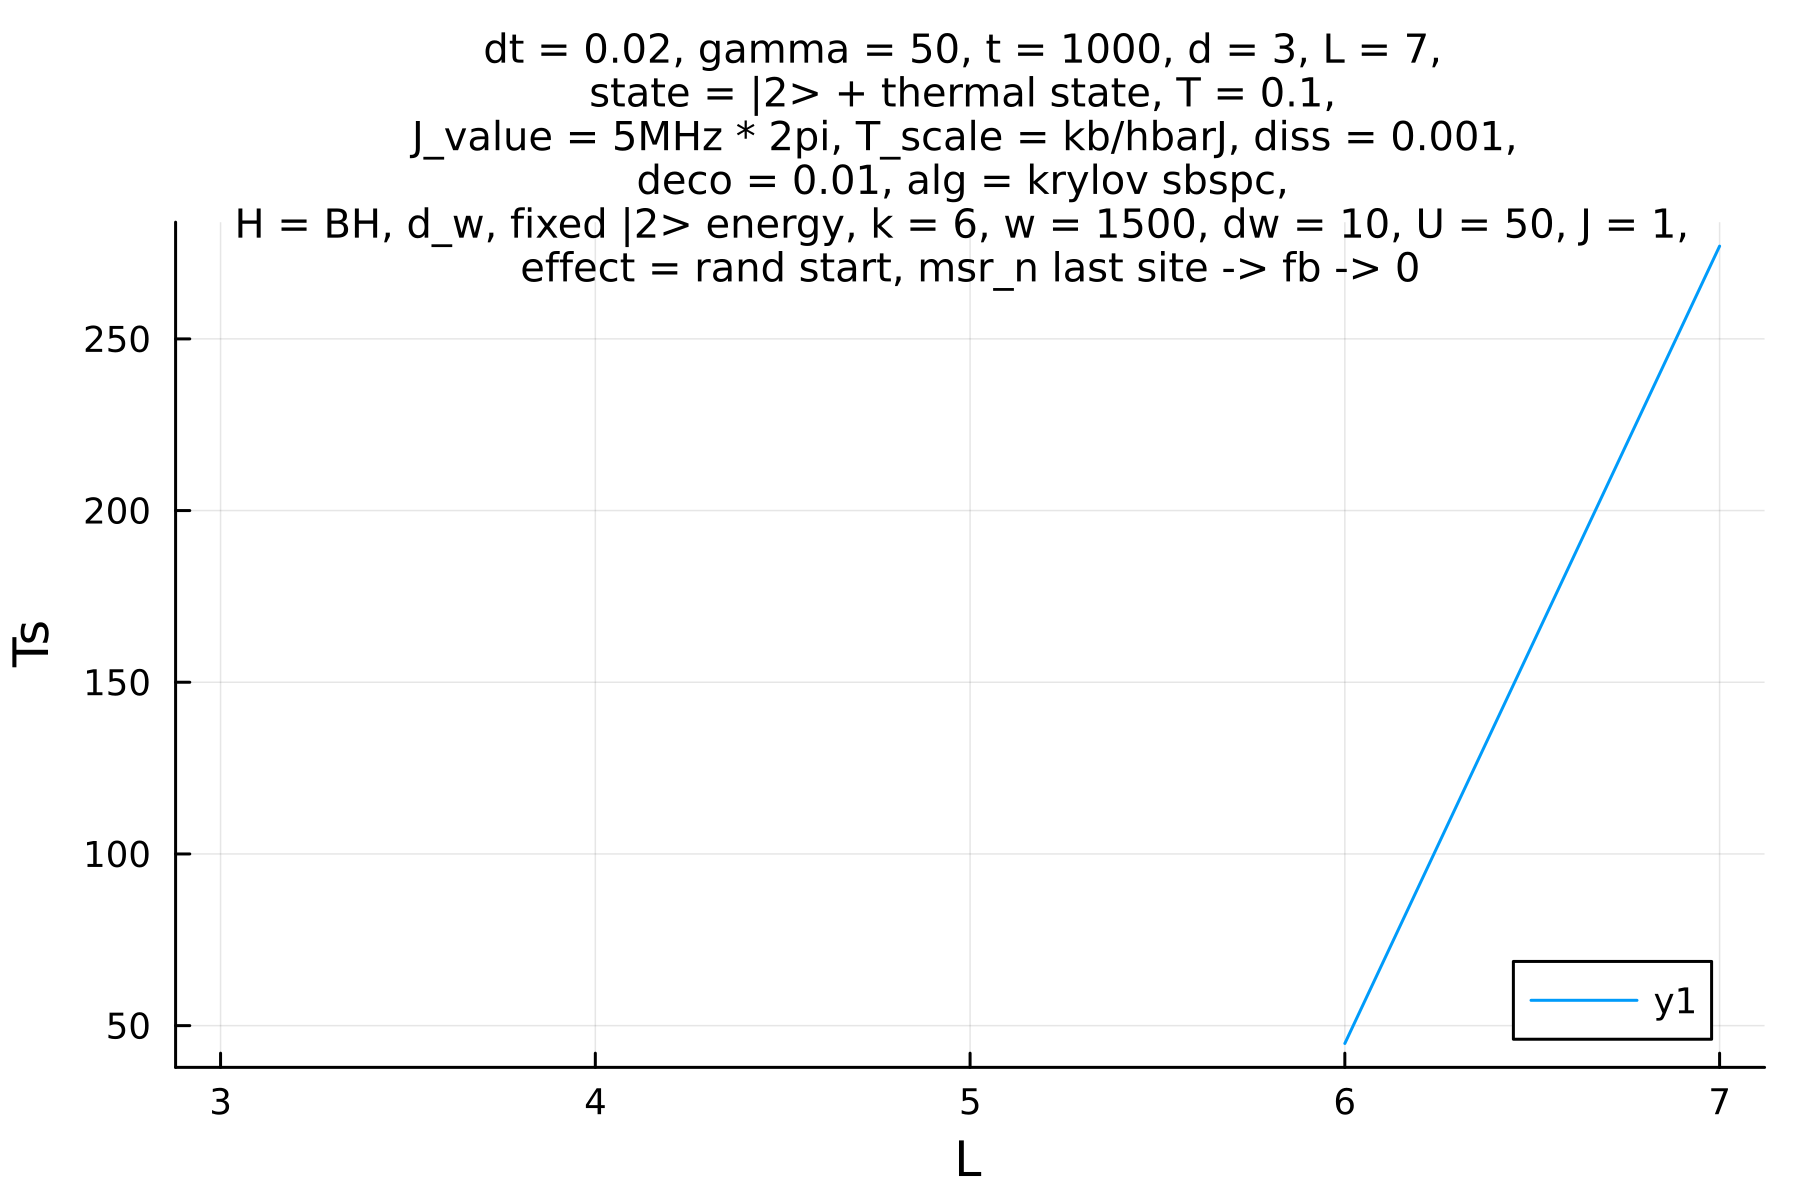 dt = 0.02, gamma = 50, t = 1000, d = 3, L = 7,
state = |2> + thermal state, T = 0.1,
J_value = 5MHz * 2pi, T_scale = kb/hbarJ, diss = 0.001,
deco = 0.01, alg = krylov sbspc,
H = BH, d_w, fixed |2> energy, k = 6, w = 1500, dw = 10, U = 50, J = 1,
effect = rand start, msr_n last site -> fb -> 0
250
200
150
100
50
Ts
y1
3 4 5 6 7
L